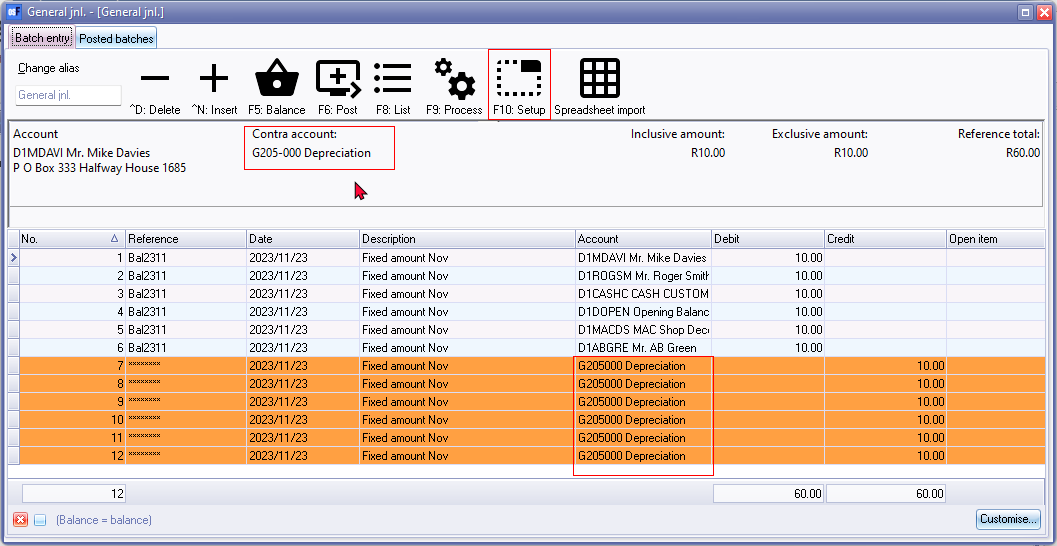 General jnl. - [General jnl.]
Batch entry Posted batches
Change alias
General jnl.
^D: Delete ^N: Insert F5: Balance F6: Post F8: List F9: Process F10: Setup Spreadsheet import
Account Contra account: Inclusive amount: Exclusive amount: Reference total:
D1MDAVI Mr. Mike Davies G205-000 Depreciation R10.00 R10.00 R60.00
P O Box 333 Halfway House 1685
No. Reference Date Description Account Debit Credit Open item
1 Bal2311 2023/11/23 Fixed amount Nov D1MDAVI Mr. Mike Davies 10.00
2 Bal2311 2023/11/23 Fixed amount Nov D1ROGSM Mr. Roger Smith 10.00
3 Bal2311 2023/11/23 Fixed amount Nov D1CASHC CASH CUSTOM 10.00
4 Bal2311 2023/11/23 Fixed amount Nov D1DOPEN Opening Balanc 10.00
5 Bal2311 2023/11/23 Fixed amount Nov D1MACDS MAC Shop Deco 10.00
6 Bal2311 2023/11/23 Fixed amount Nov D1ABGRE Mr. AB Green 10.00
7 ******** 2023/11/23 Fixed amount Nov G205000 Depreciation 10.00
8 ******** 2023/11/23 Fixed amount Nov G205000 Depreciation 10.00
9 ******** 2023/11/23 Fixed amount Nov G205000 Depreciation 10.00
10 ******** 2023/11/23 Fixed amount Nov G205000 Depreciation 10.00
11 ******** 2023/11/23 Fixed amount Nov G205000 Depreciation 10.00
12 ******** 2023/11/23 Fixed amount Nov G205000 Depreciation 10.00
12 60.00 60.00
(Balance = balance) Customise...